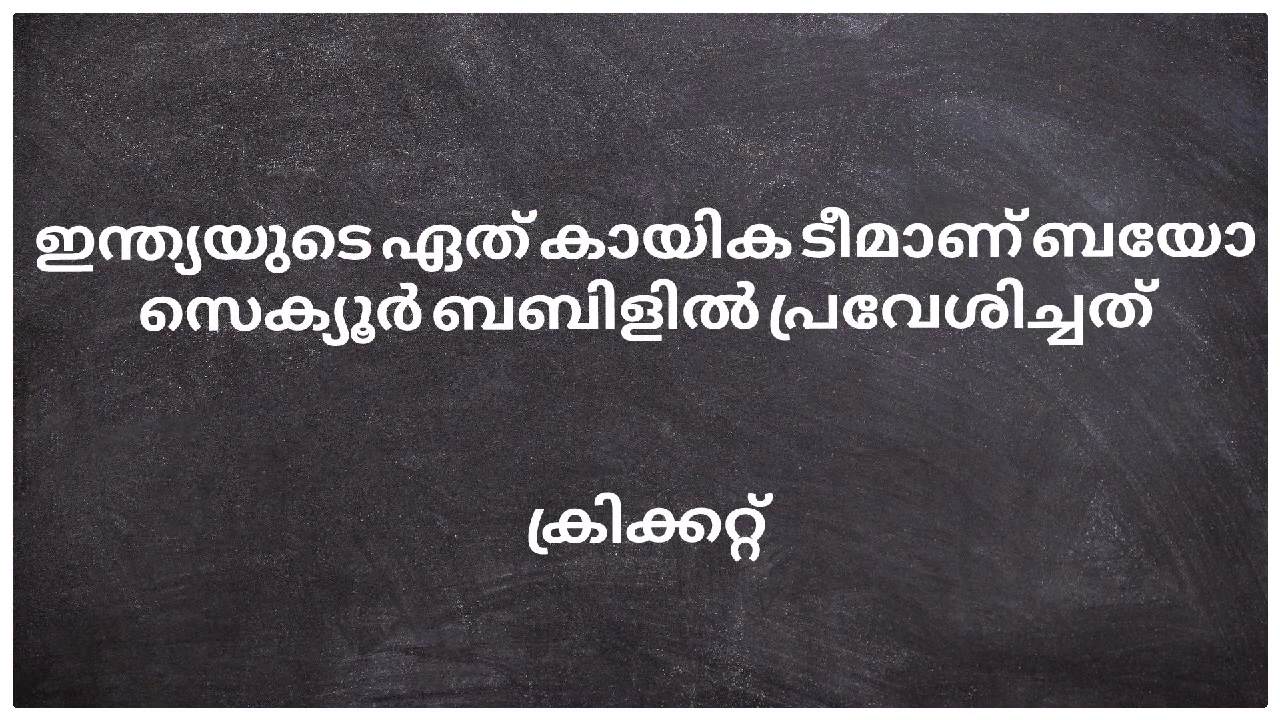 ഇന്ത്യയുടെ ഏത് കായിക ടീമാണ് ബയോ
സെക്യൂർ ബബിളിൽ പ്രവേശിച്ചത്
ക്രിക്കറ്റ്